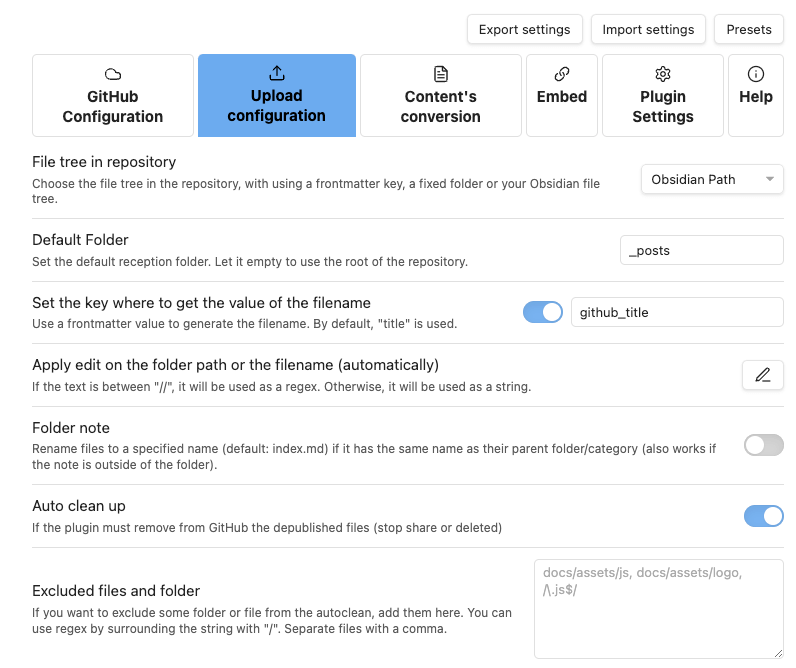 Export settings
Import settings
Presets
GitHub
Configuration
Upload
configuration
Content's
conversion
Embed
Plugin
Settings
Help
File tree in repository
Choose the file tree in the repository, with using a frontmatter key, a fixed folder or your Obsidian file
tree.
Obsidian Path
Default Folder
Set the default reception folder. Let it empty to use the root of the repository.
_posts
Set the key where to get the value of the filename
Use a frontmatter value to generate the filename. By default, "title" is used.
github_title
Apply edit on the folder path or the filename (automatically)
If the text is between "//", it will be used as a regex. Otherwise, it will be used as a string.
Folder note
Rename files to a specified name (default: index.md) if it has the same name as their parent folder/category (also works if
the note is outside of the folder).
Auto clean up
If the plugin must remove from GitHub the depublished files (stop share or deleted)
Excluded files and folder
If you want to exclude some folder or file from the autoclean, add them here. You can
use regex by surrounding the string with "/". Separate files with a comma.
docs/assets/js, docs/assets/logo,
/\.js$/